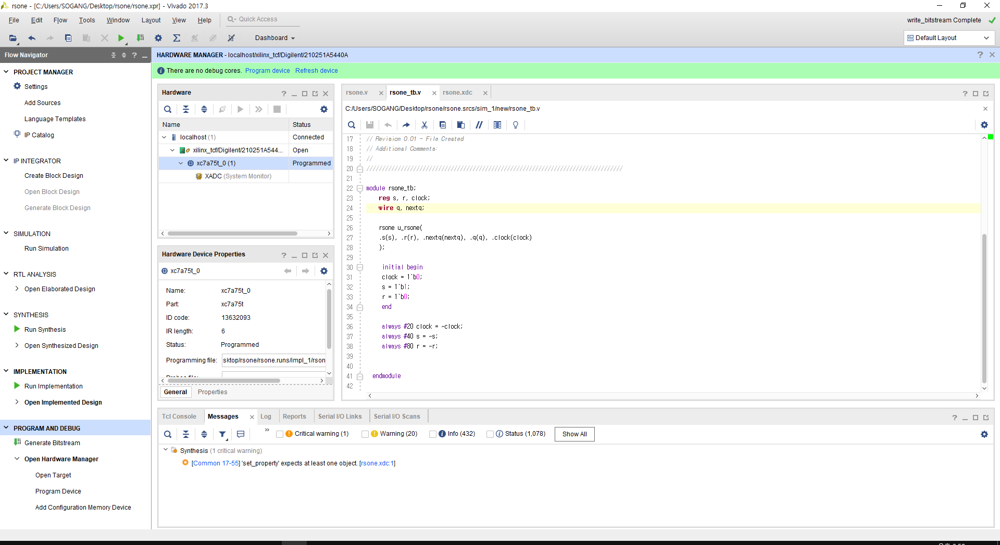 rsone - [C:/Users/SOGANG/Desktop/rsone/rsone.xpr] - Vivado 2017.3
File Edit Flow Tools Window Layout View Help Quick Access
write_bitstream Complete
Dashboard
Default Layout
Flow Navigator
PROJECT MANAGER
Settings
Add Sources
Language Templates
IP Catalog
IP INTEGRATOR
Create Block Design
Open Block Design
Generate Block Design
SIMULATION
Run Simulation
RTL ANALYSIS
Open Elaborated Design
SYNTHESIS
Run Synthesis
Open Synthesized Design
IMPLEMENTATION
Run Implementation
Open Implemented Design
PROGRAM AND DEBUG
Generate Bitstream
Open Hardware Manager
Open Target
Program Device
Add Configuration Memory Device
HARDWARE MANAGER - localhost/xilinx_tcf/Digilent/210251A5440A
There are no debug cores. Program device Refresh device
Hardware
Name Status
localhost (1) Connected
xilinx_tcf/Digilent/210251A544... Open
xc7a75t_0 (1) Programmed
XADC (System Monitor)
Hardware Device Properties
xc7a75t_0
Name: xc7a75t_0
Part: xc7a75t
ID code: 13632093
IR length: 6
Status: Programmed
Programming file: sktop/rsone/rsone.runs/impl_1/rson
General Properties
rsone.v rsone_tb.v rsone.xdc
C:/Users/SOGANG/Desktop/rsone/rsone.srcs/sim_1/new/rsone_tb.v
17 // Revision 0.01 - File Created
18 // Additional Comments:
19 //
20 //////////////////////////////////////////////////////////////////////////////////
21
22 module rsone_tb;
23 reg s, r, clock;
24 wire q, nextq;
25
26 rsone u_rsone(
27 .s(s), .r(r), .nextq(nextq), .q(q), .clock(clock)
28 );
29
30 initial begin
31 clock = 1'b0;
32 s = 1'b1;
33 r = 1'b0;
34 end
35
36 always #20 clock = ~clock;
37 always #40 s = ~s;
38 always #80 r = ~r;
39
40
41 endmodule
42
Tcl Console Messages Log Reports Serial I/O Links Serial I/O Scans
Critical warning (1) Warning (20) Info (432) Status (1,078) Show All
Synthesis (1 critical warning)
[Common 17-55] 'set_property' expects at least one object. [rsone.xdc:1]